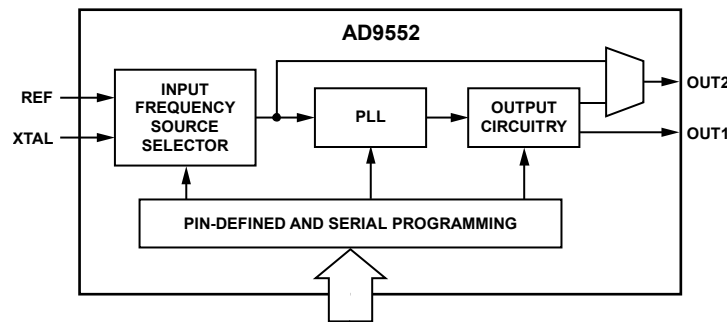 AD9552
REF
XTAL
INPUT
FREQUENCY
SOURCE
SELECTOR
PLL
OUTPUT
CIRCUITRY
OUT2
OUT1
PIN-DEFINED AND SERIAL PROGRAMMING